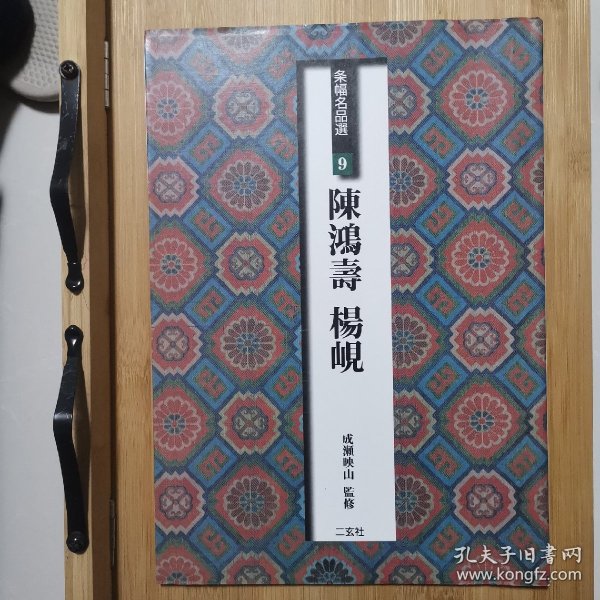 条幅名品選
9
陳鴻壽 楊峴
成瀬映山 監修
二玄社
孔夫子旧书网
www.kongfz.com